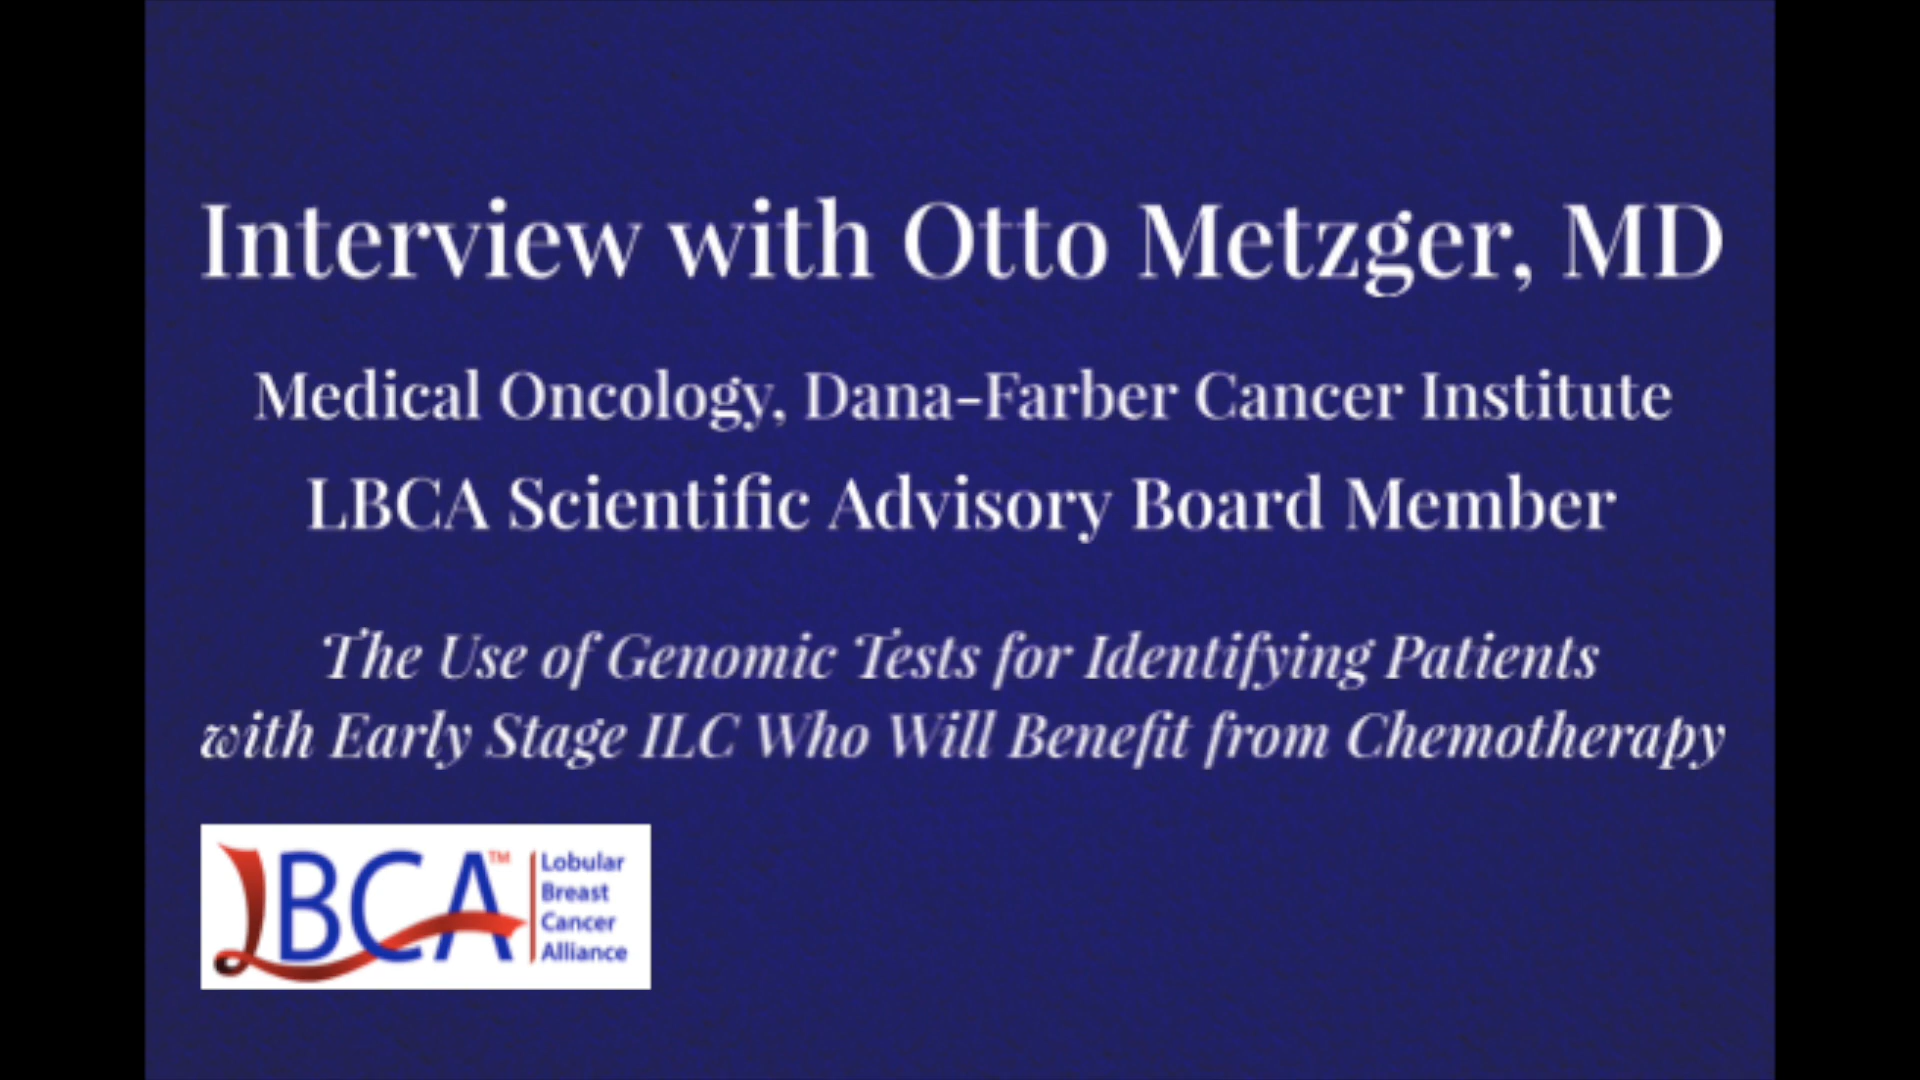 Interview with Otto Metzger, MD
Medical Oncology, Dana-Farber Cancer Institute
LBCA Scientific Advisory Board Member
The Use of Genomic Tests for Identifying Patients
with Early Stage ILC Who Will Benefit from Chemotherapy
LBCA™
Lobular
Breast
Cancer
Alliance